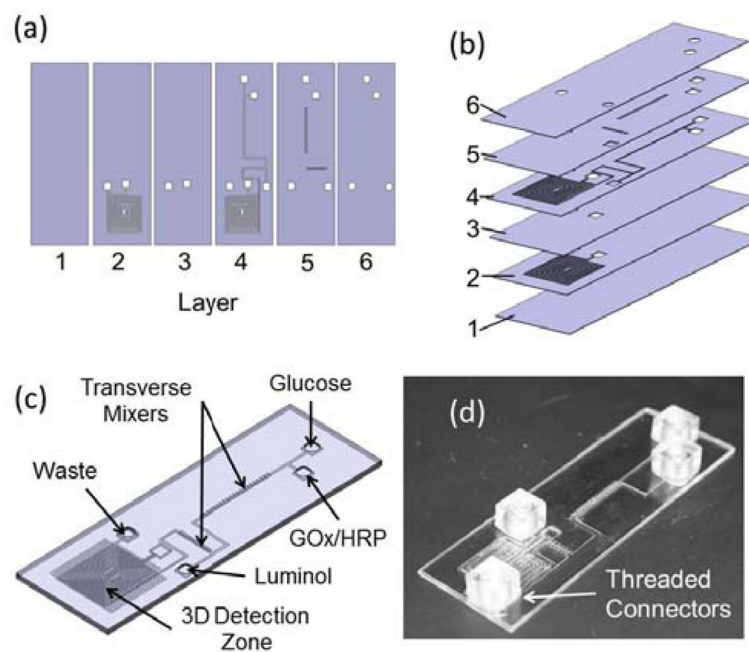 (a)
1 2 3 4 5 6
Layer
(b)
6
5
4
3
2
1
(c)
Transverse
Mixers
Glucose
Waste
GOx/HRP
Luminol
3D Detection
Zone
(d)
Threaded
Connectors